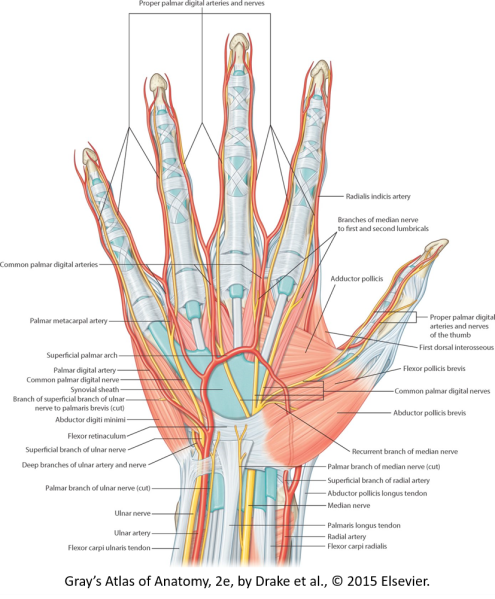 Proper palmar digital arteries and nerves
Radialis indicis artery
Branches of median nerve
to first and second lumbricals
Common palmar digital arteries
Adductor pollicis
Palmar metacarpal artery
Proper palmar digital
arteries and nerves
of the thumb
First dorsal interosseous
Superficial palmar arch
Palmar digital artery
Flexor pollicis brevis
Common palmar digital nerve
Synovial sheath
Common palmar digital nerves
Branch of superficial branch of ulnar
nerve to palmaris brevis (cut)
Abductor pollicis brevis
Abductor digiti minimi
Flexor retinaculum
Superficial branch of ulnar nerve
Recurrent branch of median nerve
Deep branches of ulnar artery and nerve
Palmar branch of median nerve (cut)
Superficial branch of radial artery
Palmar branch of ulnar nerve (cut)
Abductor pollicis longus tendon
Median nerve
Ulnar nerve
Palmaris longus tendon
Ulnar artery
Radial artery
Flexor carpi ulnaris tendon
Flexor carpi radialis
Gray’s Atlas of Anatomy, 2e, by Drake et al., © 2015 Elsevier.